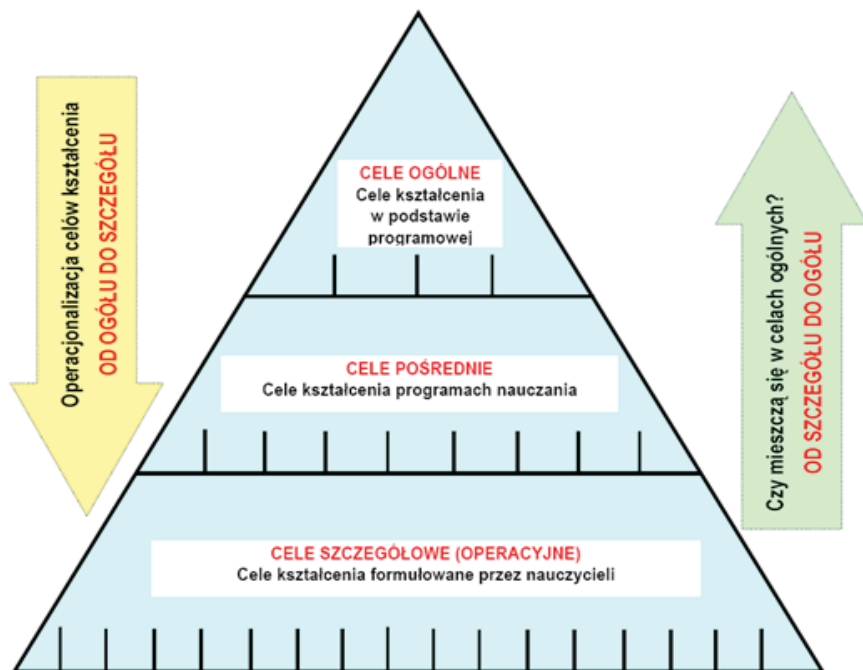 Operacjonalizacja celów kształcenia
OD OGÓŁU DO SZCZEGÓŁU
CELE OGÓLNE
Cele kształcenia
w podstawie
programowej
CELE POŚREDNIE
Cele kształcenia programach nauczania
CELE SZCZEGÓŁOWE (OPERACYJNE)
Cele kształcenia formułowane przez nauczycieli
Czy mieszczą się w celach ogólnych?
OD SZCZEGÓŁU DO OGÓŁU